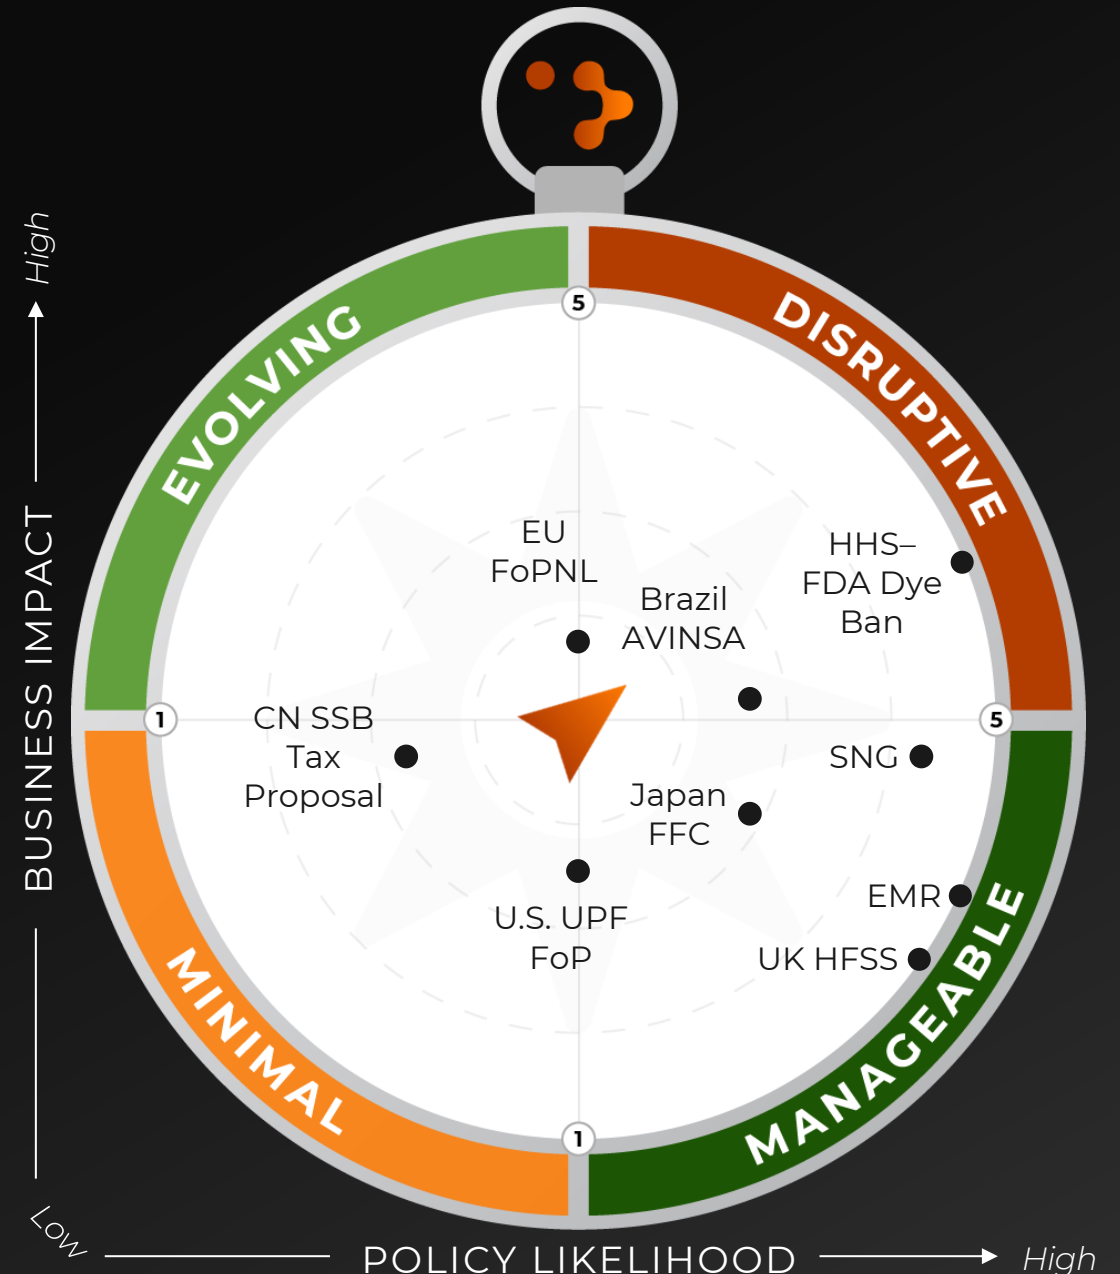 High
BUSINESS IMPACT
EVOLVING
DISRUPTIVE
5
EU
FoPNL
HHS–
FDA Dye
Ban
Brazil
AVINSA
1
5
CN SSB
Tax
Proposal
SNG
Japan
FFC
EMR
U.S. UPF
FoP
UK HFSS
MINIMAL
MANAGEABLE
1
Low
POLICY LIKELIHOOD
High